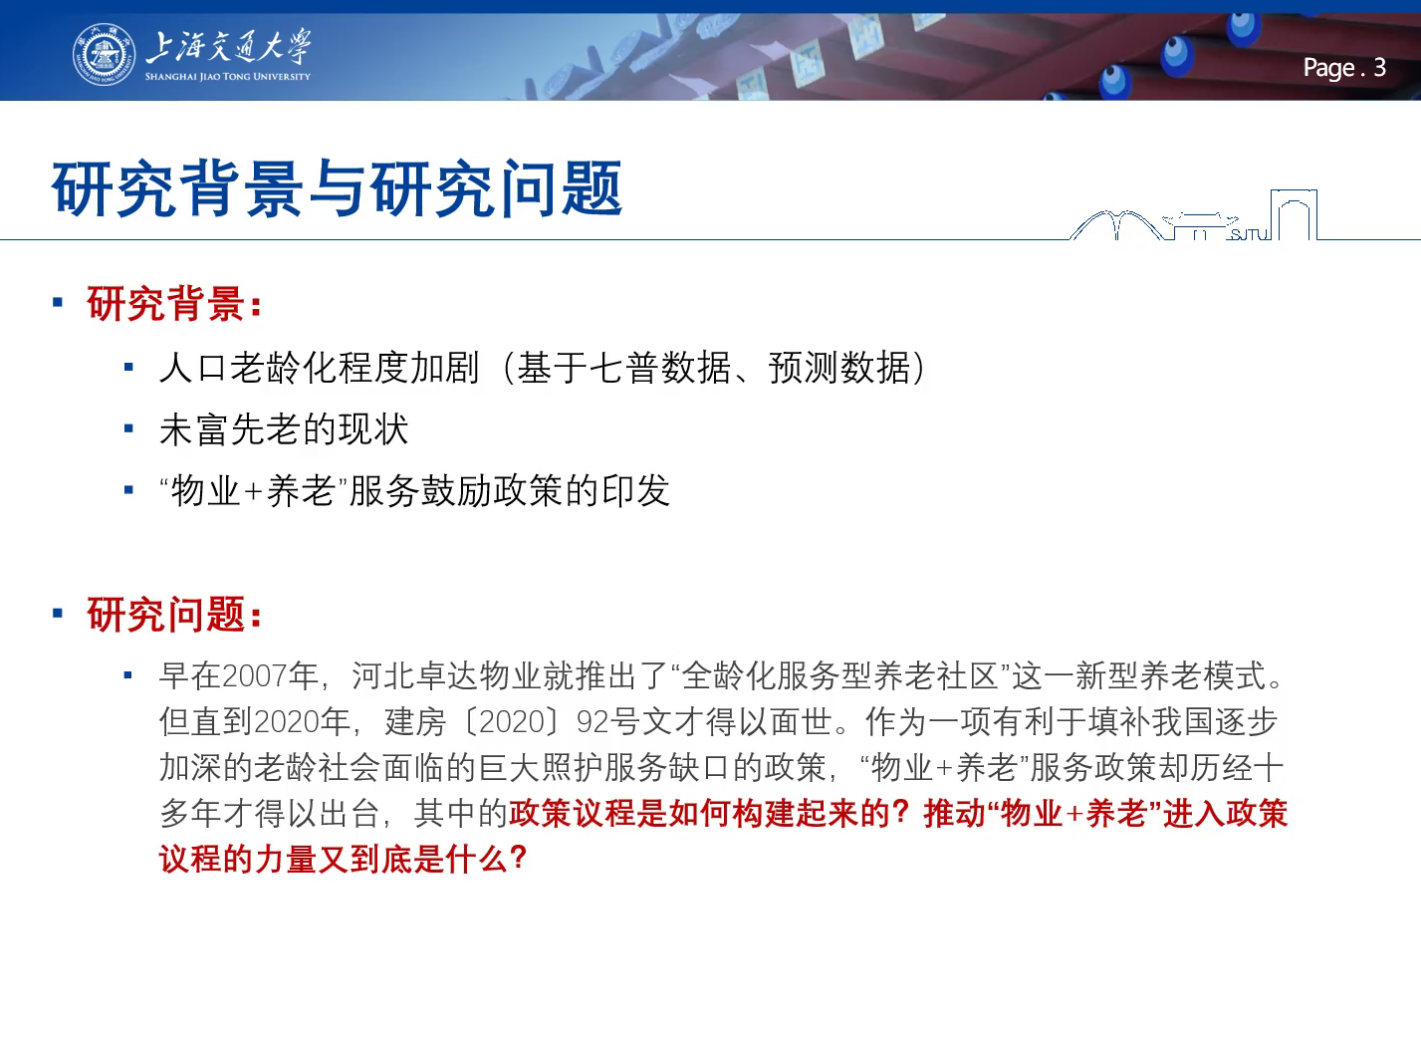 上海交通大学
SHANGHAI JIAO TONG UNIVERSITY
Page . 3
研究背景与研究问题
SJTU
研究背景：
人口老龄化程度加剧（基于七普数据、预测数据）
未富先老的现状
“物业+养老”服务鼓励政策的印发
研究问题：
早在2007年，河北卓达物业就推出了“全龄化服务型养老社区”这一新型养老模式。
但直到2020年，建房〔2020〕92号文才得以面世。作为一项有利于填补我国逐步
加深的老龄社会面临的巨大照护服务缺口的政策，“物业+养老”服务政策却历经十
多年才得以出台，其中的政策议程是如何构建起来的？推动“物业+养老”进入政策
议程的力量又到底是什么？